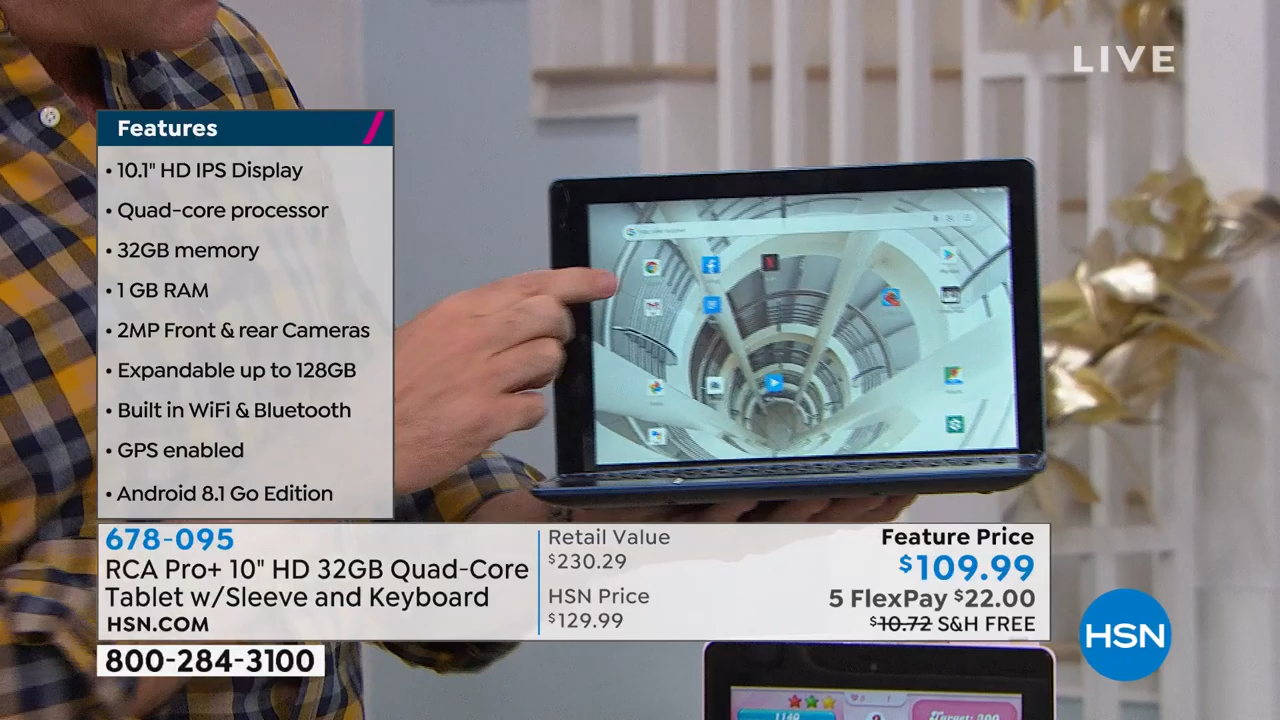 LIVE
Features
• 10.1" HD IPS Display
• Quad-core processor
• 32GB memory
• 1 GB RAM
• 2MP Front & rear Cameras
• Expandable up to 128GB
• Built in WiFi & Bluetooth
• GPS enabled
• Android 8.1 Go Edition
678-095
RCA Pro+ 10" HD 32GB Quad-Core
Tablet w/Sleeve and Keyboard
HSN.COM
Retail Value
$230.29
HSN Price
$129.99
Feature Price
$109.99
5 FlexPay $22.00
$10.72 S&H FREE
HSN
800-284-3100
1140